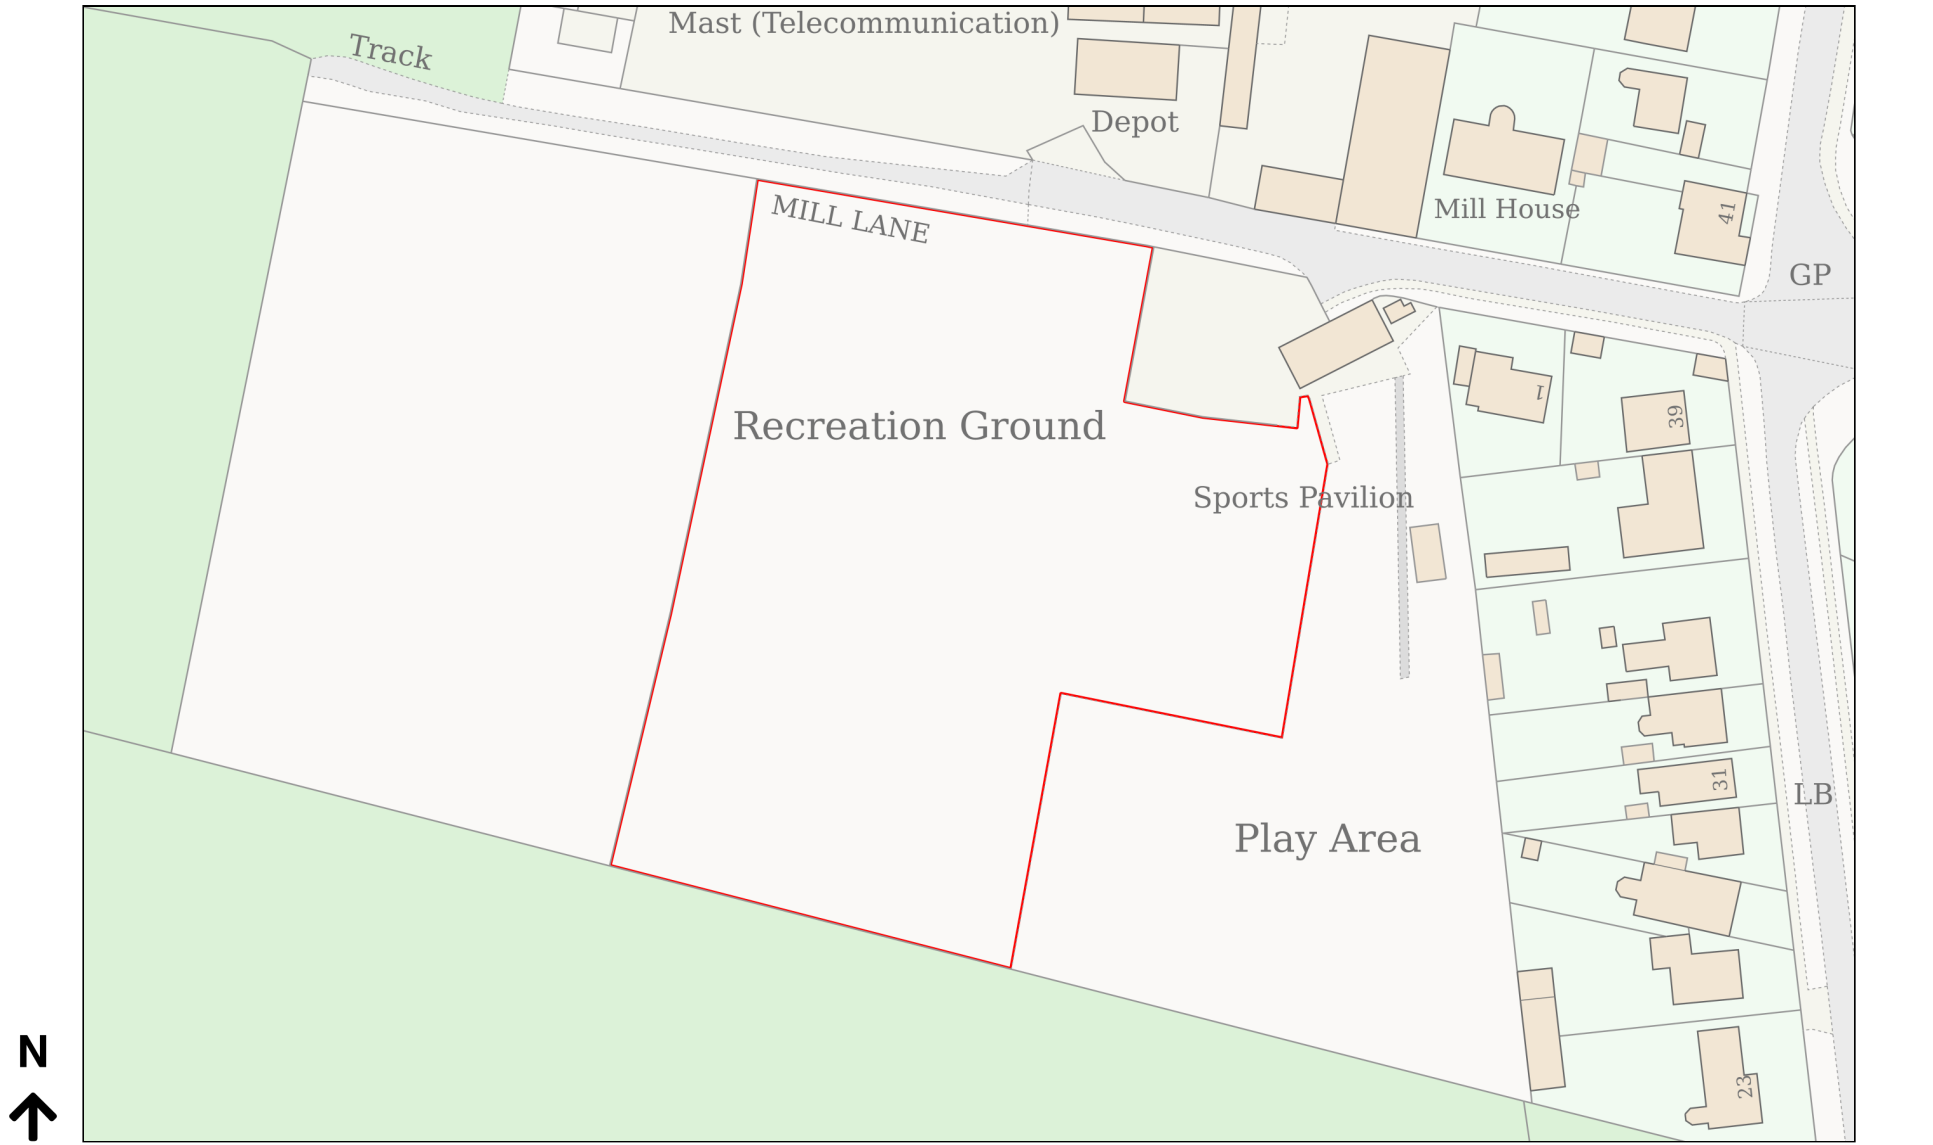 Mast (Telecommunication)
Track
Depot
MILL LANE
Mill House
41
GP
Recreation Ground
1
39
Sports Pavilion
31
LB
Play Area
23
N